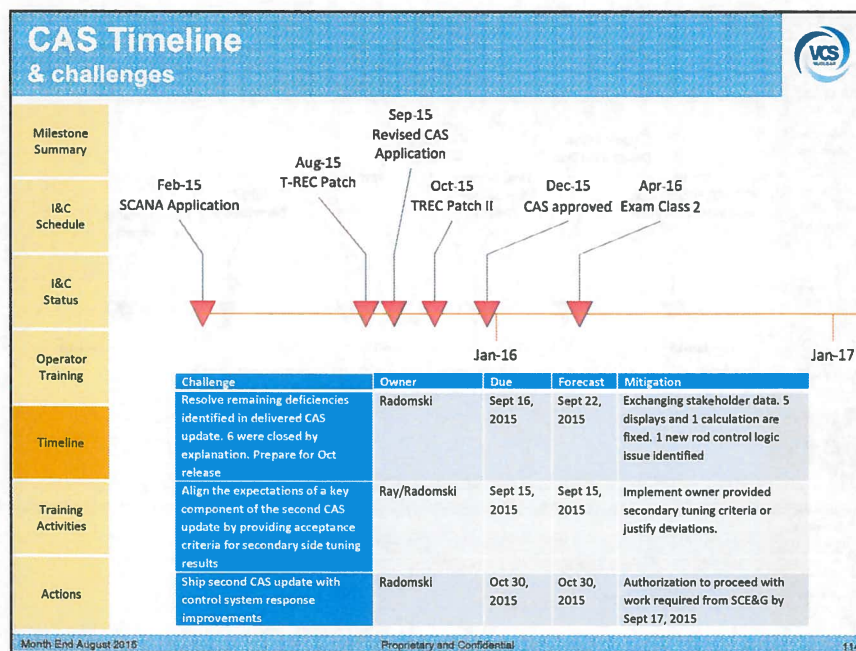 CAS Timeline
& challenges
VCS
NUCLEAR
Milestone
Summary
I&C
Schedule
I&C
Status
Operator
Training
Timeline
Training
Activities
Actions
Feb-15
SCANA Application
Aug-15
T-REC Patch
Sep-15
Revised CAS
Application
Oct-15
TREC Patch II
Dec-15
CAS approved
Apr-16
Exam Class 2
Jan-16
Jan-17
Challenge Owner Due Forecast Mitigation
Resolve remaining deficiencies
identified in delivered CAS
update. 6 were closed by
explanation. Prepare for Oct
release
Radomski
Sept 16,
2015
Sept 22,
2015
Exchanging stakeholder data. 5
displays and 1 calculation are
fixed. 1 new rod control logic
issue identified
Align the expectations of a key
component of the second CAS
update by providing acceptance
criteria for secondary side tuning
results
Ray/Radomski
Sept 15,
2015
Sept 15,
2015
Implement owner provided
secondary tuning criteria or
justify deviations.
Ship second CAS update with
control system response
improvements
Radomski
Oct 30,
2015
Oct 30,
2015
Authorization to proceed with
work required from SCE&G by
Sept 17, 2015
Month End August 2015
Proprietary and Confidential